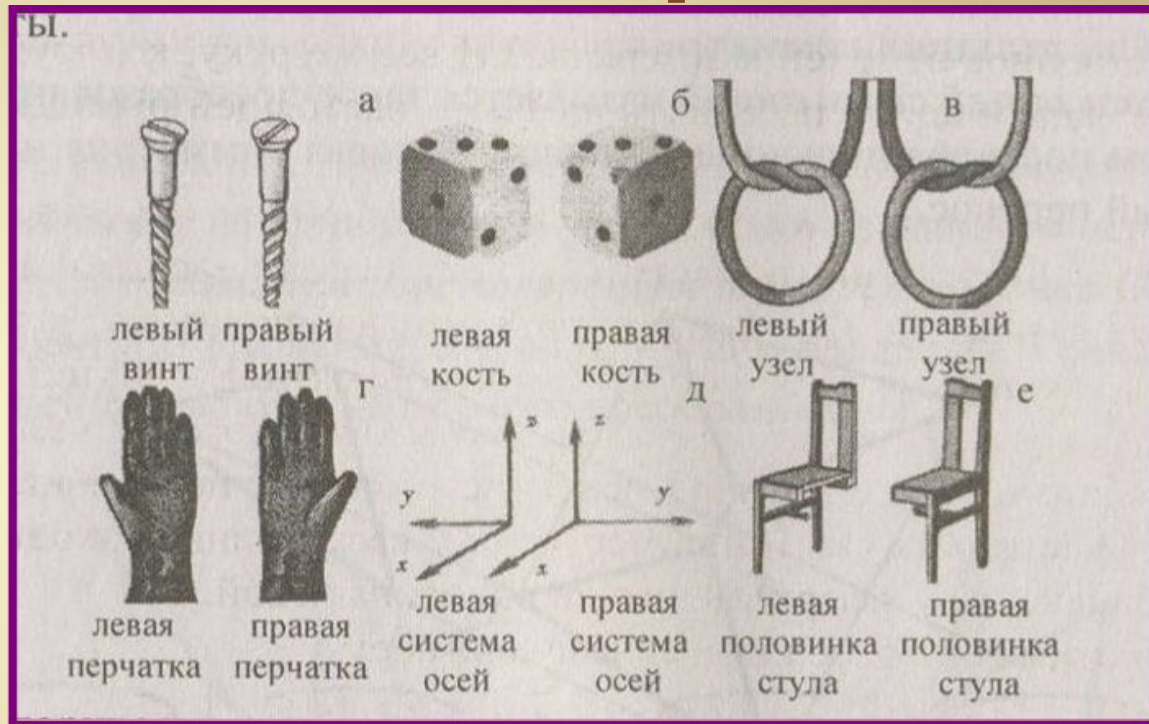 ты.
а
б
в
левый правый
винт винт
левая правая
кость кость
левый правый
узел узел
г
д
е
z z
y y
x x
левая правая
перчатка перчатка
левая правая
система система
осей осей
левая правая
половинка половинка
стула стула